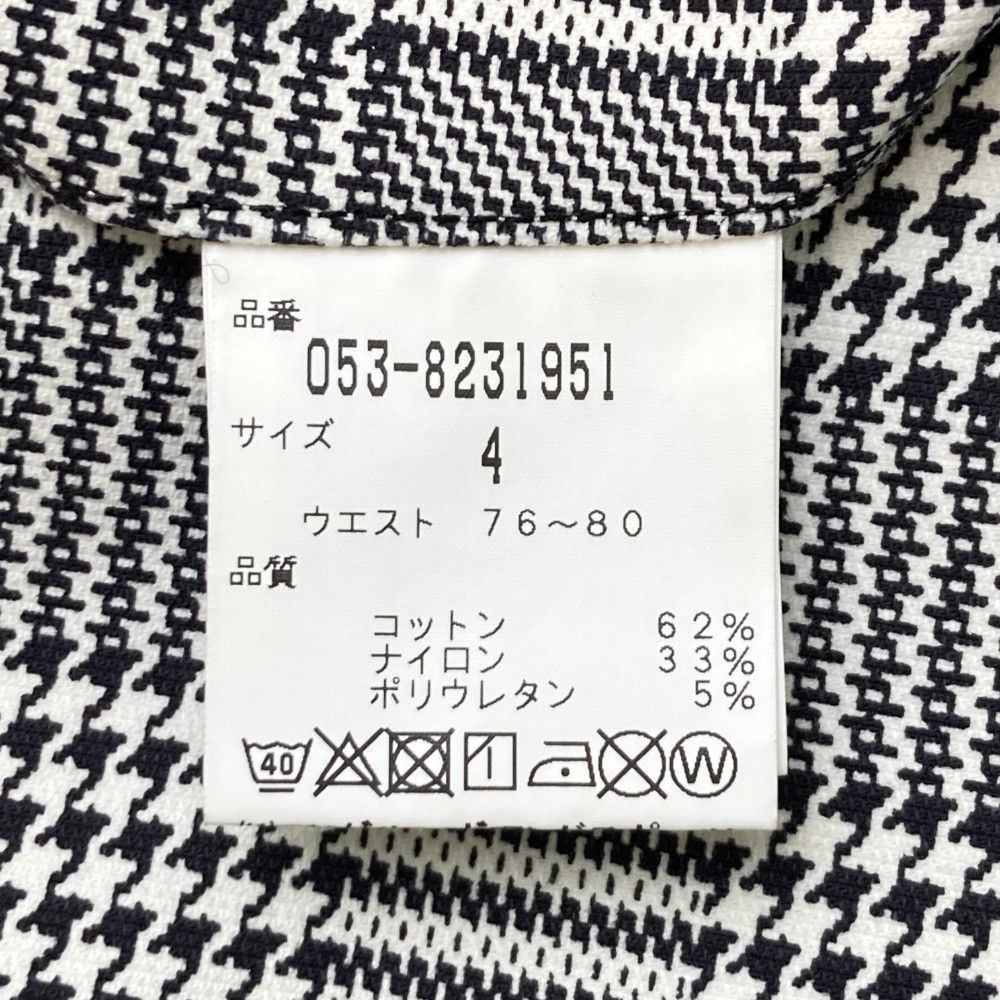 品番
053-8231951
サイズ
4
ウエスト 76～80
品質
コットン 62%
ナイロン 33%
ポリウレタン 5%
40
W